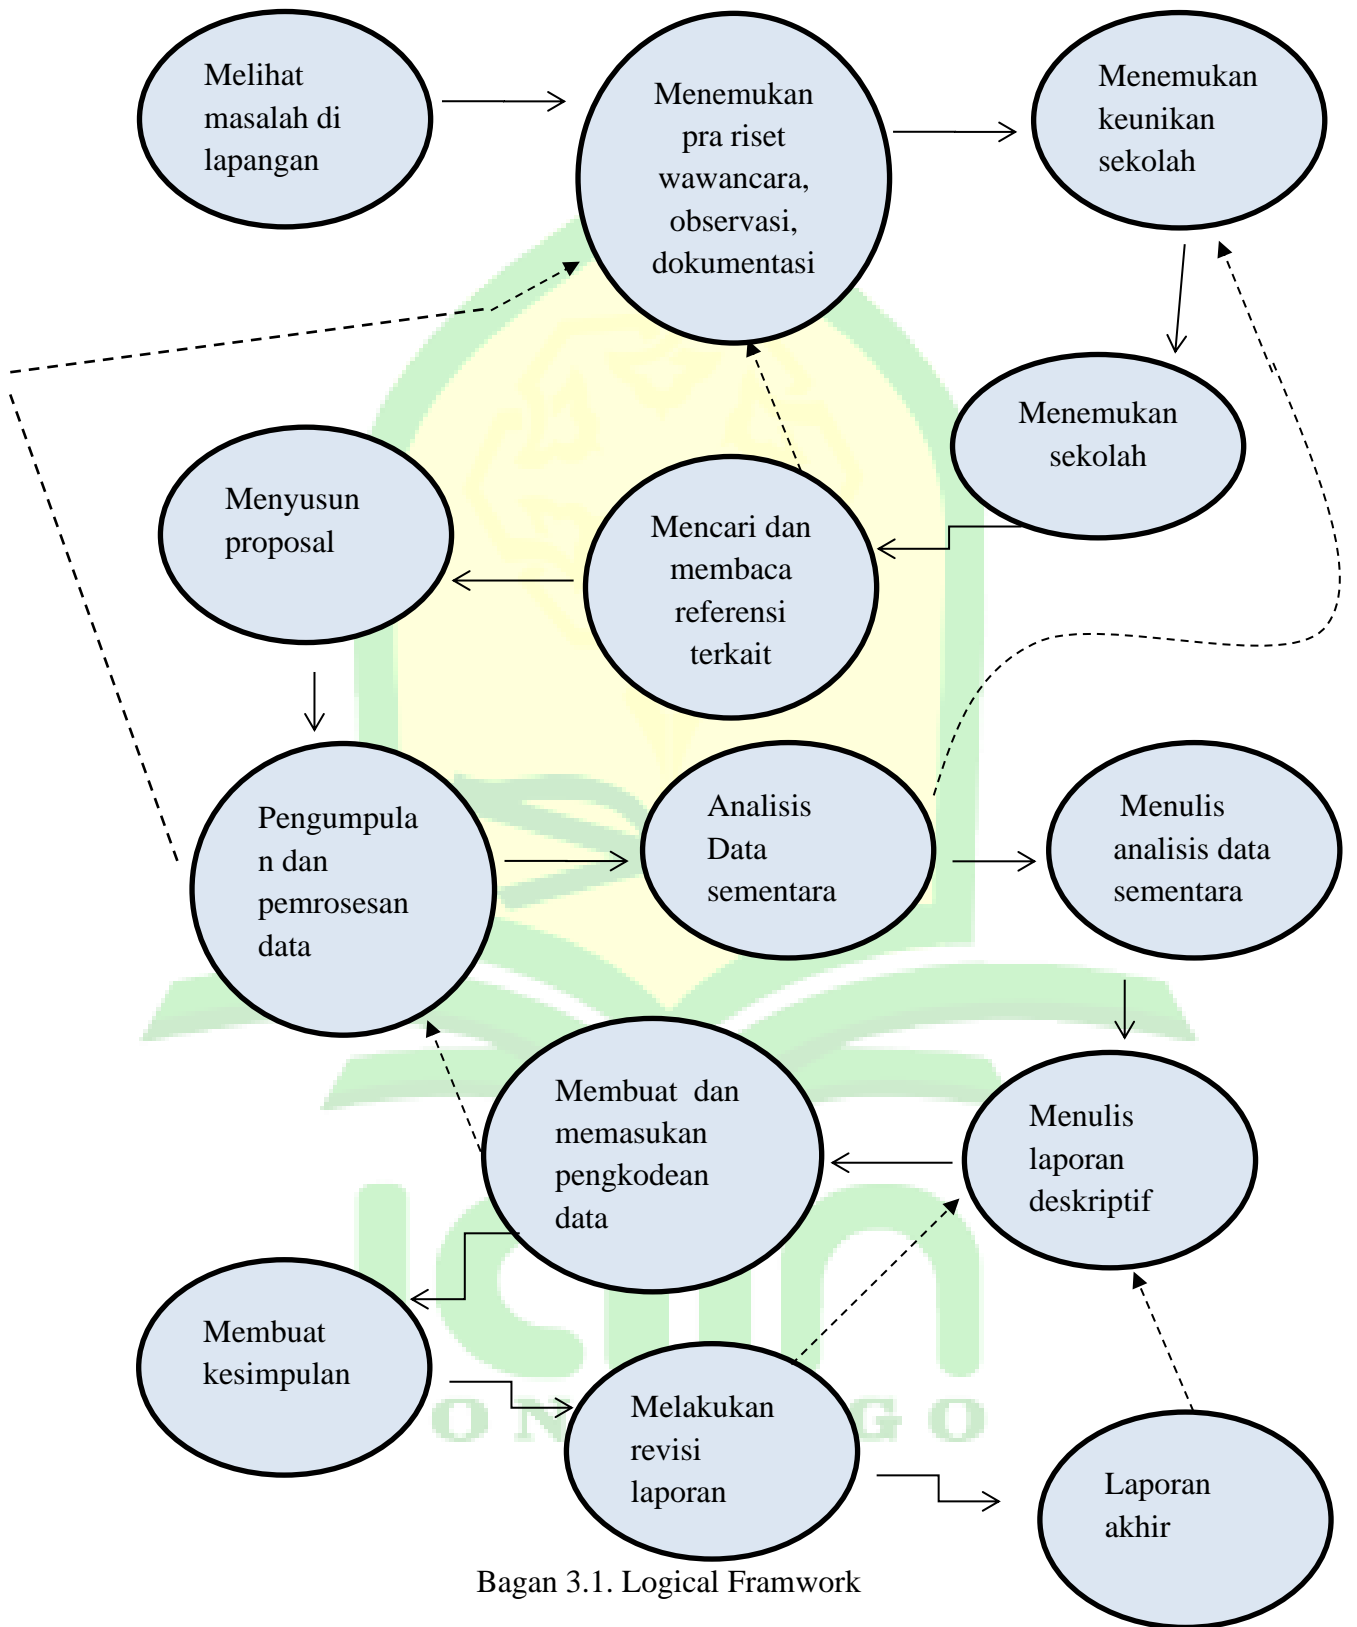 Melihat
masalah di
lapangan
Menemukan
pra riset
wawancara,
observasi,
dokumentasi
Menemukan
keunikan
sekolah
Menemukan
sekolah
Mencari dan
membaca
referensi
terkait
Menyusun
proposal
Pengumpula
n dan
pemrosesan
data
Analisis
Data
sementara
Menulis
analisis data
sementara
Menulis
laporan
deskriptif
Membuat  dan
memasukan
pengkodean
data
Membuat
kesimpulan
Melakukan
revisi
laporan
Laporan
akhir
Bagan 3.1. Logical Framwork